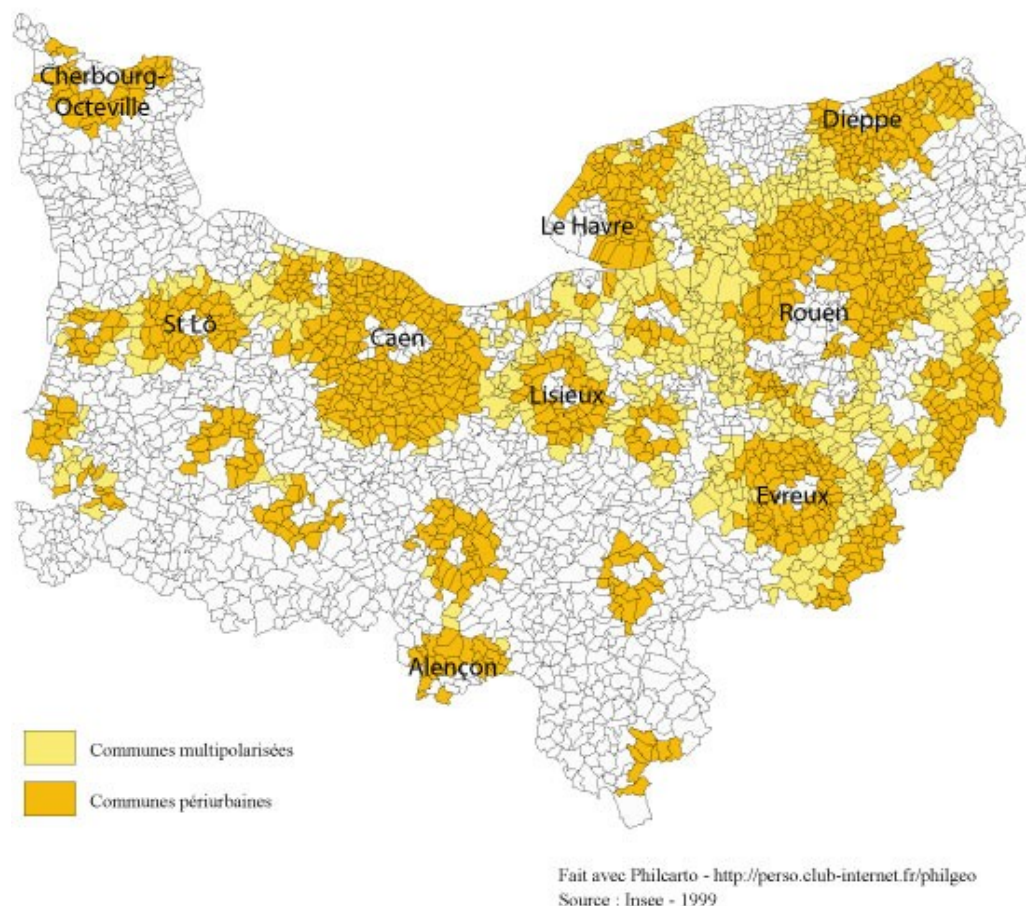 Cherbourg-
Octeville
Dieppe
Le Havre
Rouen
St Lô
Caen
Lisieux
Evreux
Alençon
Communes multipolarisées
Communes périurbaines
Fait avec Philcarto - http://perso.club-internet.fr/philgeo
Source : Insee - 1999